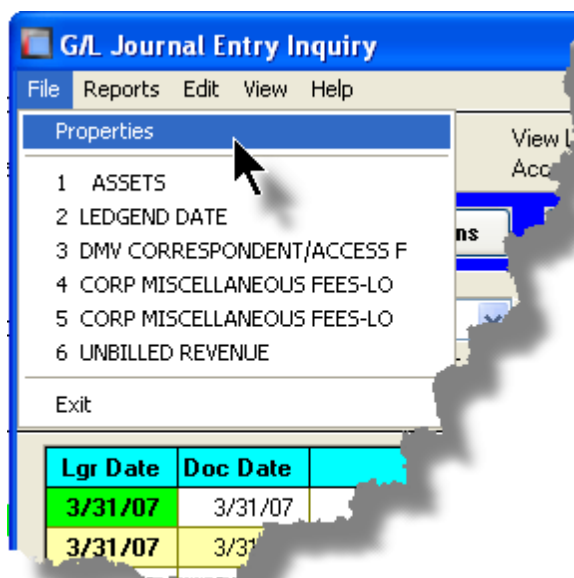 G/L Journal Entry Inquiry
File Reports Edit View Help
Properties
View
1 ASSETS
2 LEDGEND DATE
3 DMV CORRESPONDENT/ACCESS F
4 CORP MISCELLANEOUS FEES-LO
5 CORP MISCELLANEOUS FEES-LO
6 UNBILLED REVENUE
Exit
Lgr Date Doc Date
3/31/07 3/31/07
3/31/07